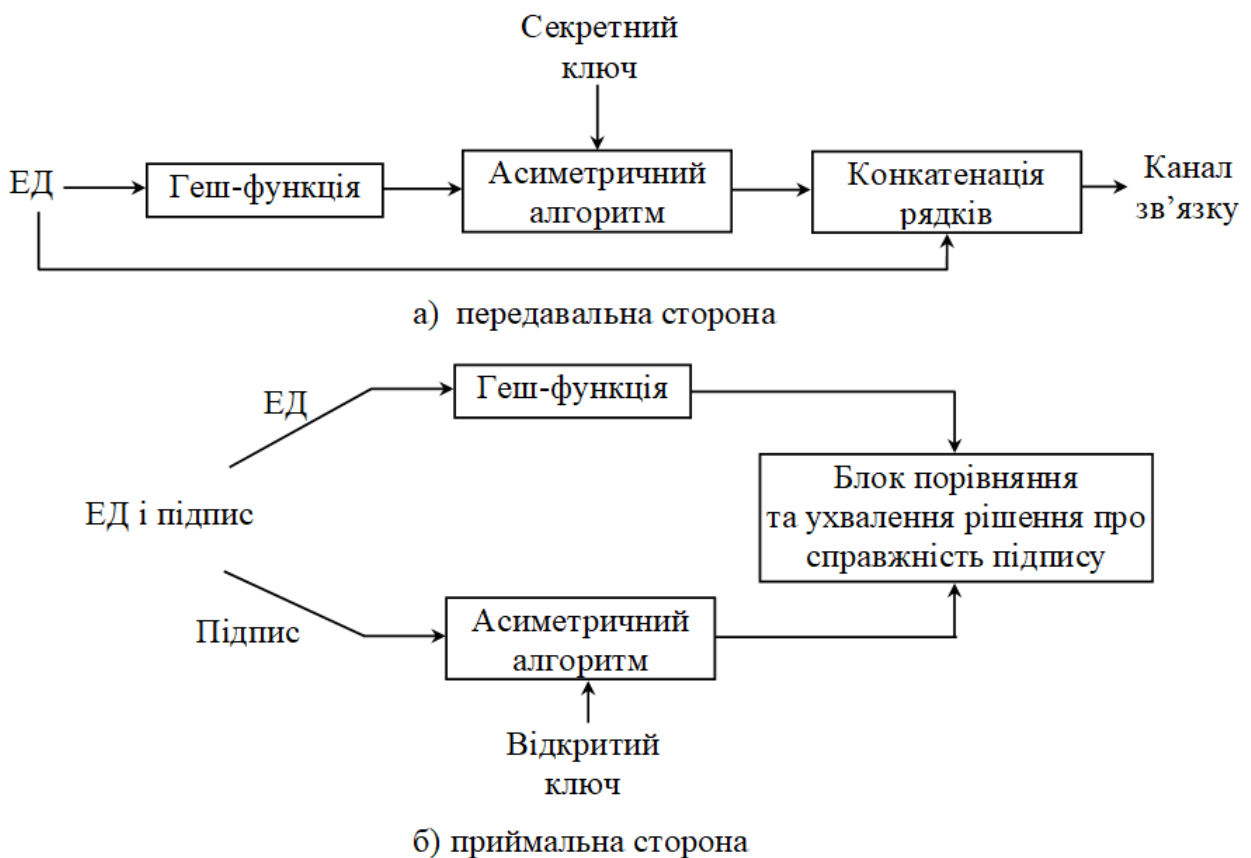 Секретний
ключ
ЕД
Геш-функція
Асиметричний
алгоритм
Конкатенація
рядків
Канал
зв’язку
а) передавальна сторона
ЕД
Геш-функція
ЕД і підпис
Блок порівняння
та ухвалення рішення про
справжність підпису
Підпис
Асиметричний
алгоритм
Відкритий
ключ
б) приймальна сторона